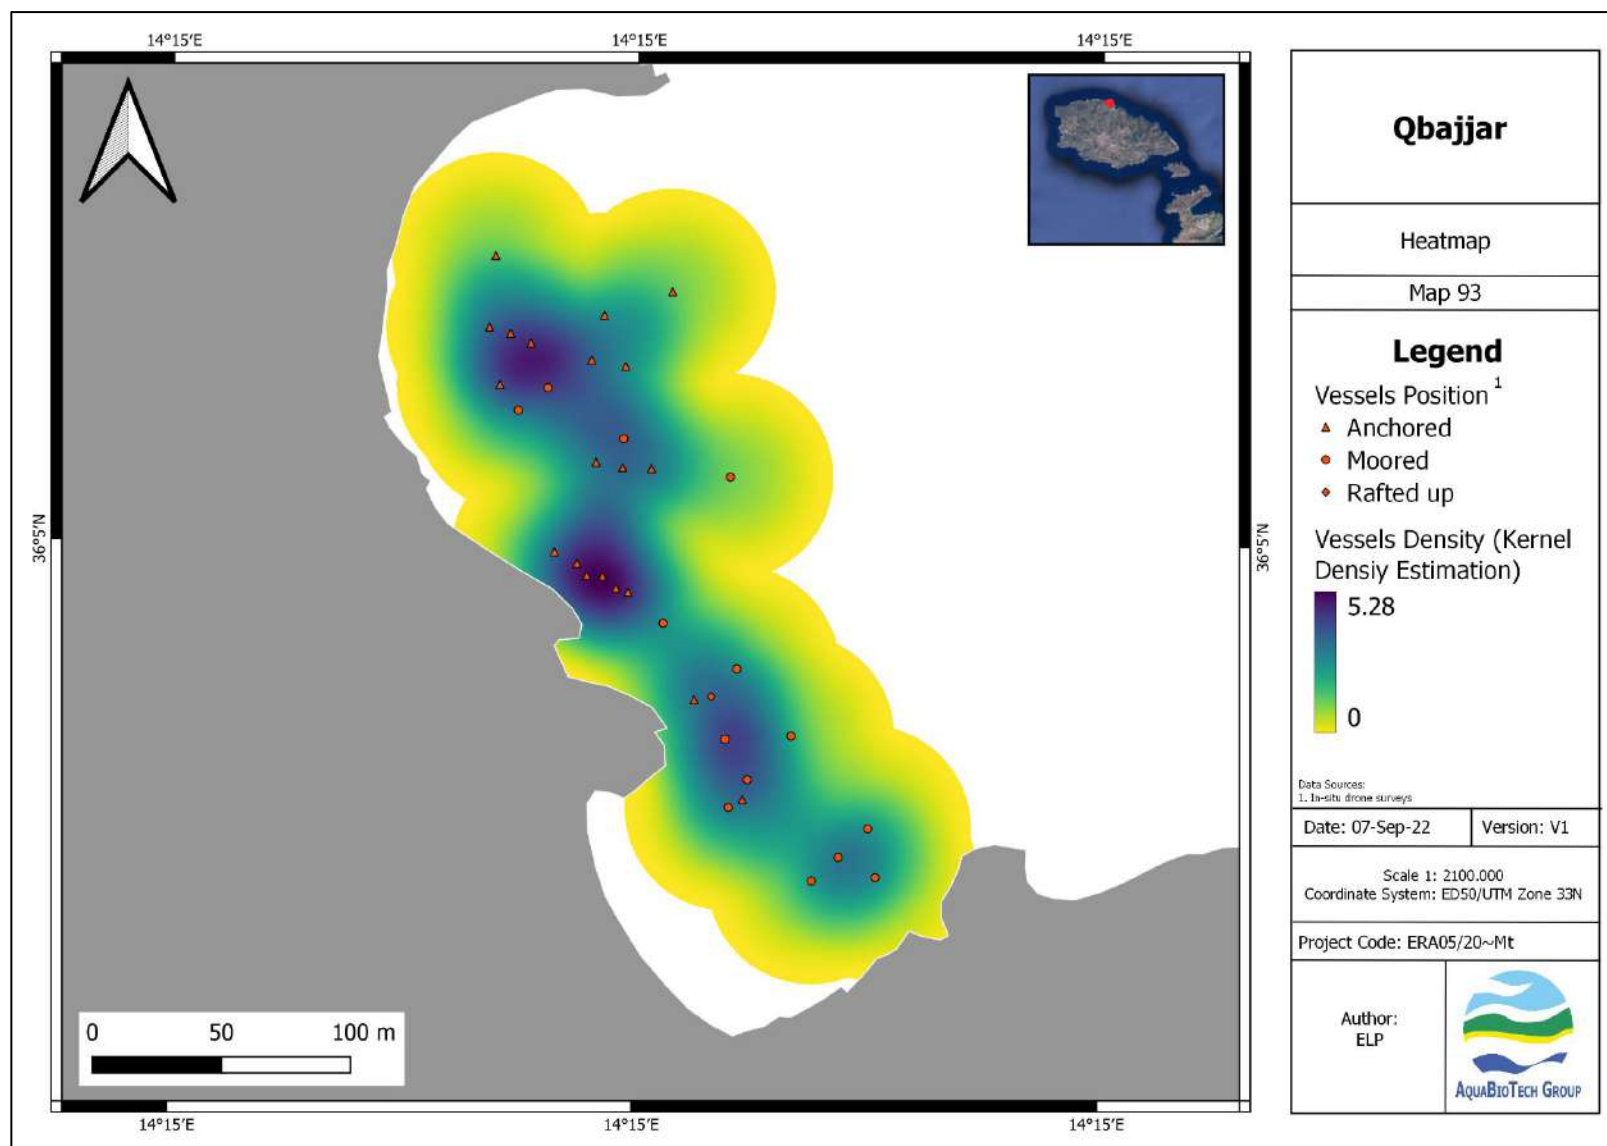 14°15'E 14°15'E 14°15'E
36°5'N
36°5'N
0 50 100 m
14°15'E 14°15'E 14°15'E
Qbajjar
Heatmap
Map 93
Legend
Vessels Position 1
Anchored
Moored
Rafted up
Vessels Density (Kernel
Densiy Estimation)
5.28
0
Data Sources:
1. In-situ drone surveys
Date: 07-Sep-22 Version: V1
Scale 1: 2100.000
Coordinate System: ED50/UTM Zone 33N
Project Code: ERA05/20~Mt
Author:
ELP
AQUABIOTECH GROUP